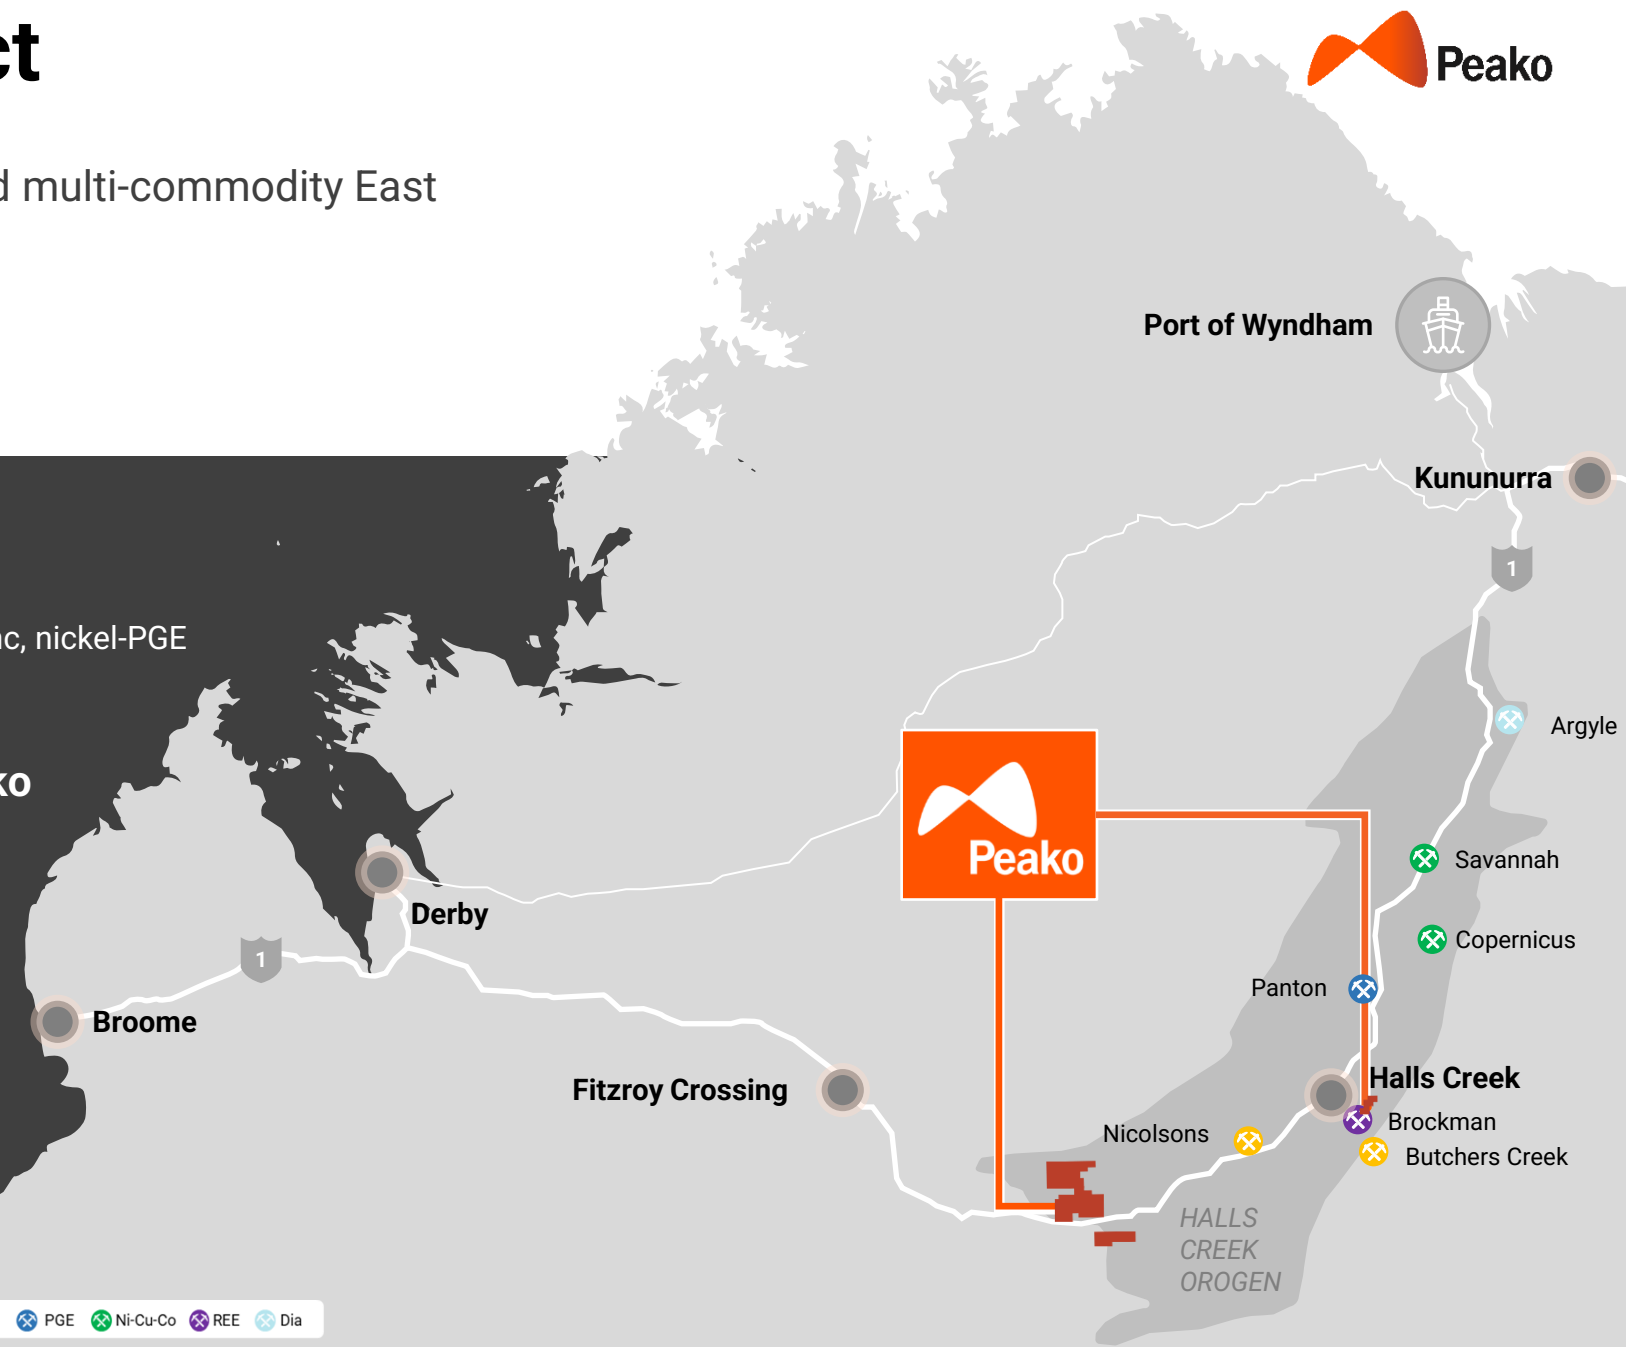 ct
Peako
d multi-commodity East
Port of Wyndham
Kununurra
1
nc, nickel-PGE
Argyle
ko
Peako
Savannah
Derby
Copernicus
1
Panton
Broome
Halls Creek
Fitzroy Crossing
Brockman
Nicolsons
Butchers Creek
HALLS
CREEK
OROGEN
PGE Ni-Cu-Co REE Dia